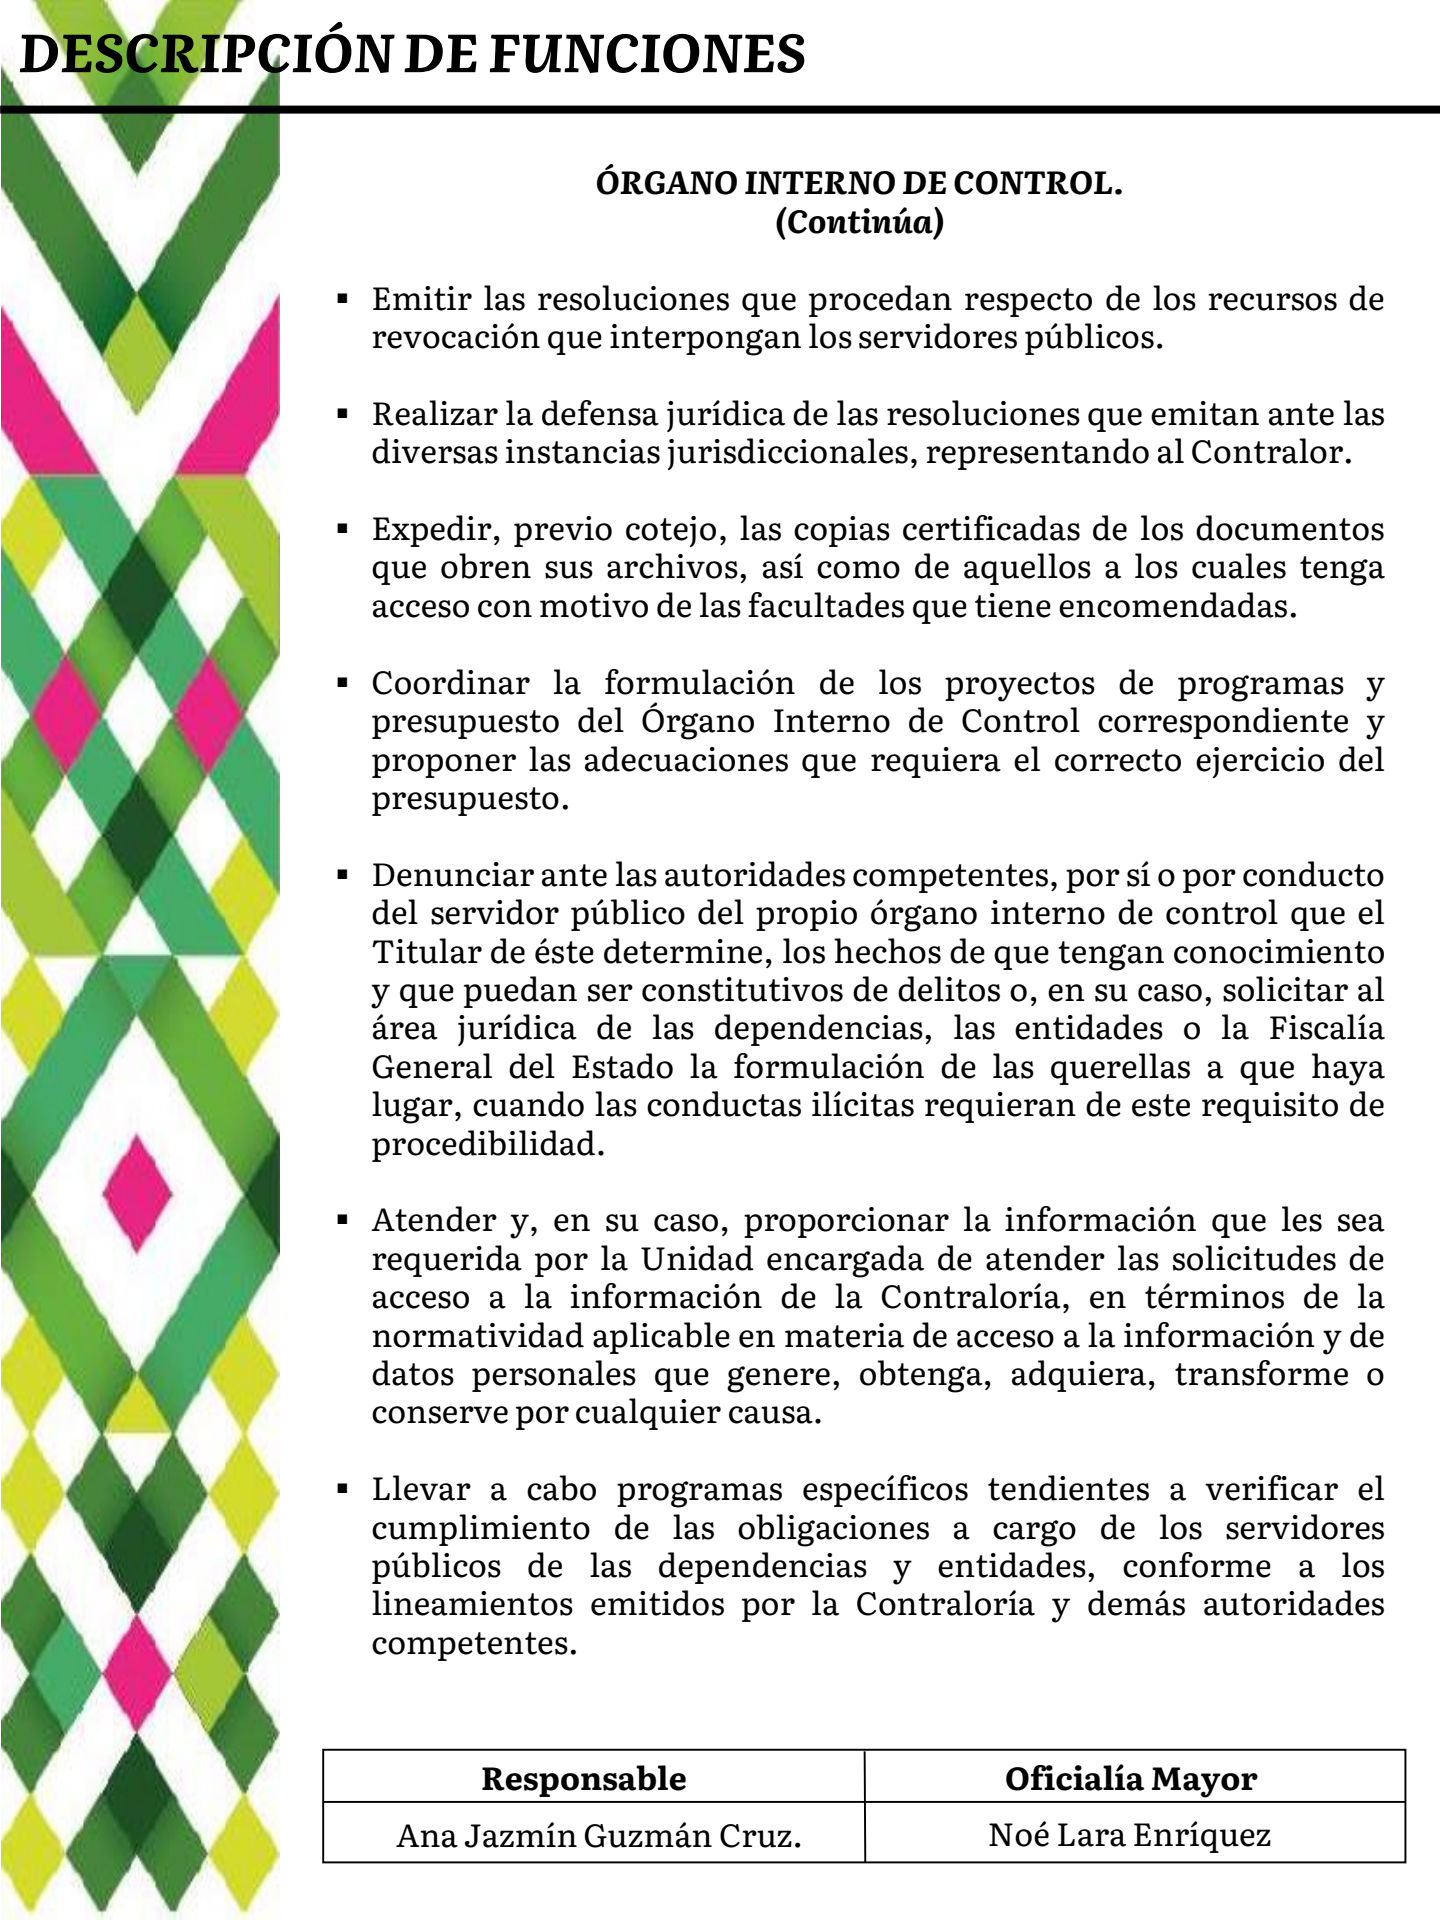 DESCRIPCIÓN DE FUNCIONES
ÓRGANO INTERNO DE CONTROL.
(Continúa)
▪ Emitir las resoluciones que procedan respecto de los recursos de
revocación que interpongan los servidores públicos.
▪ Realizar la defensa jurídica de las resoluciones que emitan ante las
diversas instancias jurisdiccionales, representando al Contralor.
▪ Expedir, previo cotejo, las copias certificadas de los documentos
que obren sus archivos, así como de aquellos a los cuales tenga
acceso con motivo de las facultades que tiene encomendadas.
▪ Coordinar la formulación de los proyectos de programas y
presupuesto del Órgano Interno de Control correspondiente y
proponer las adecuaciones que requiera el correcto ejercicio del
presupuesto.
▪ Denunciar ante las autoridades competentes, por sí o por conducto
del servidor público del propio órgano interno de control que el
Titular de éste determine, los hechos de que tengan conocimiento
y que puedan ser constitutivos de delitos o, en su caso, solicitar al
área jurídica de las dependencias, las entidades o la Fiscalía
General del Estado la formulación de las querellas a que haya
lugar, cuando las conductas ilícitas requieran de este requisito de
procedibilidad.
▪ Atender y, en su caso, proporcionar la información que les sea
requerida por la Unidad encargada de atender las solicitudes de
acceso a la información de la Contraloría, en términos de la
normatividad aplicable en materia de acceso a la información y de
datos personales que genere, obtenga, adquiera, transforme o
conserve por cualquier causa.
▪ Llevar a cabo programas específicos tendientes a verificar el
cumplimiento de las obligaciones a cargo de los servidores
públicos de las dependencias y entidades, conforme a los
lineamientos emitidos por la Contraloría y demás autoridades
competentes.
Responsable Oficialía Mayor
Ana Jazmín Guzmán Cruz. Noé Lara Enríquez